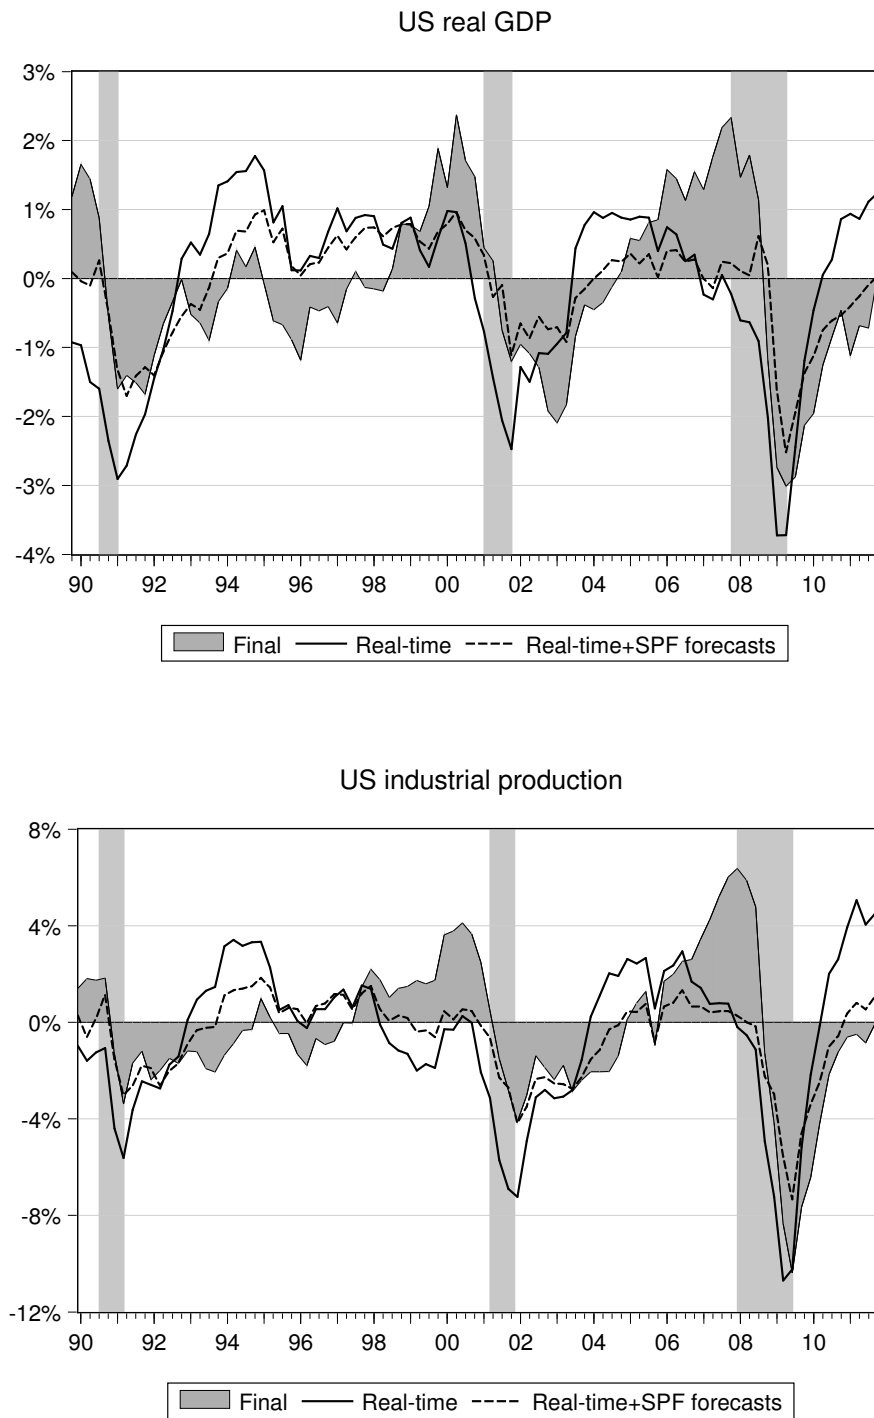 US real GDP
3%
2%
1%
0%
-1%
-2%
-3%
-4%
90 92 94 96 98 00 02 04 06 08 10
Final Real-time Real-time+SPF forecasts
US industrial production
8%
4%
0%
-4%
-8%
-12%
90 92 94 96 98 00 02 04 06 08 10
Final Real-time Real-time+SPF forecasts